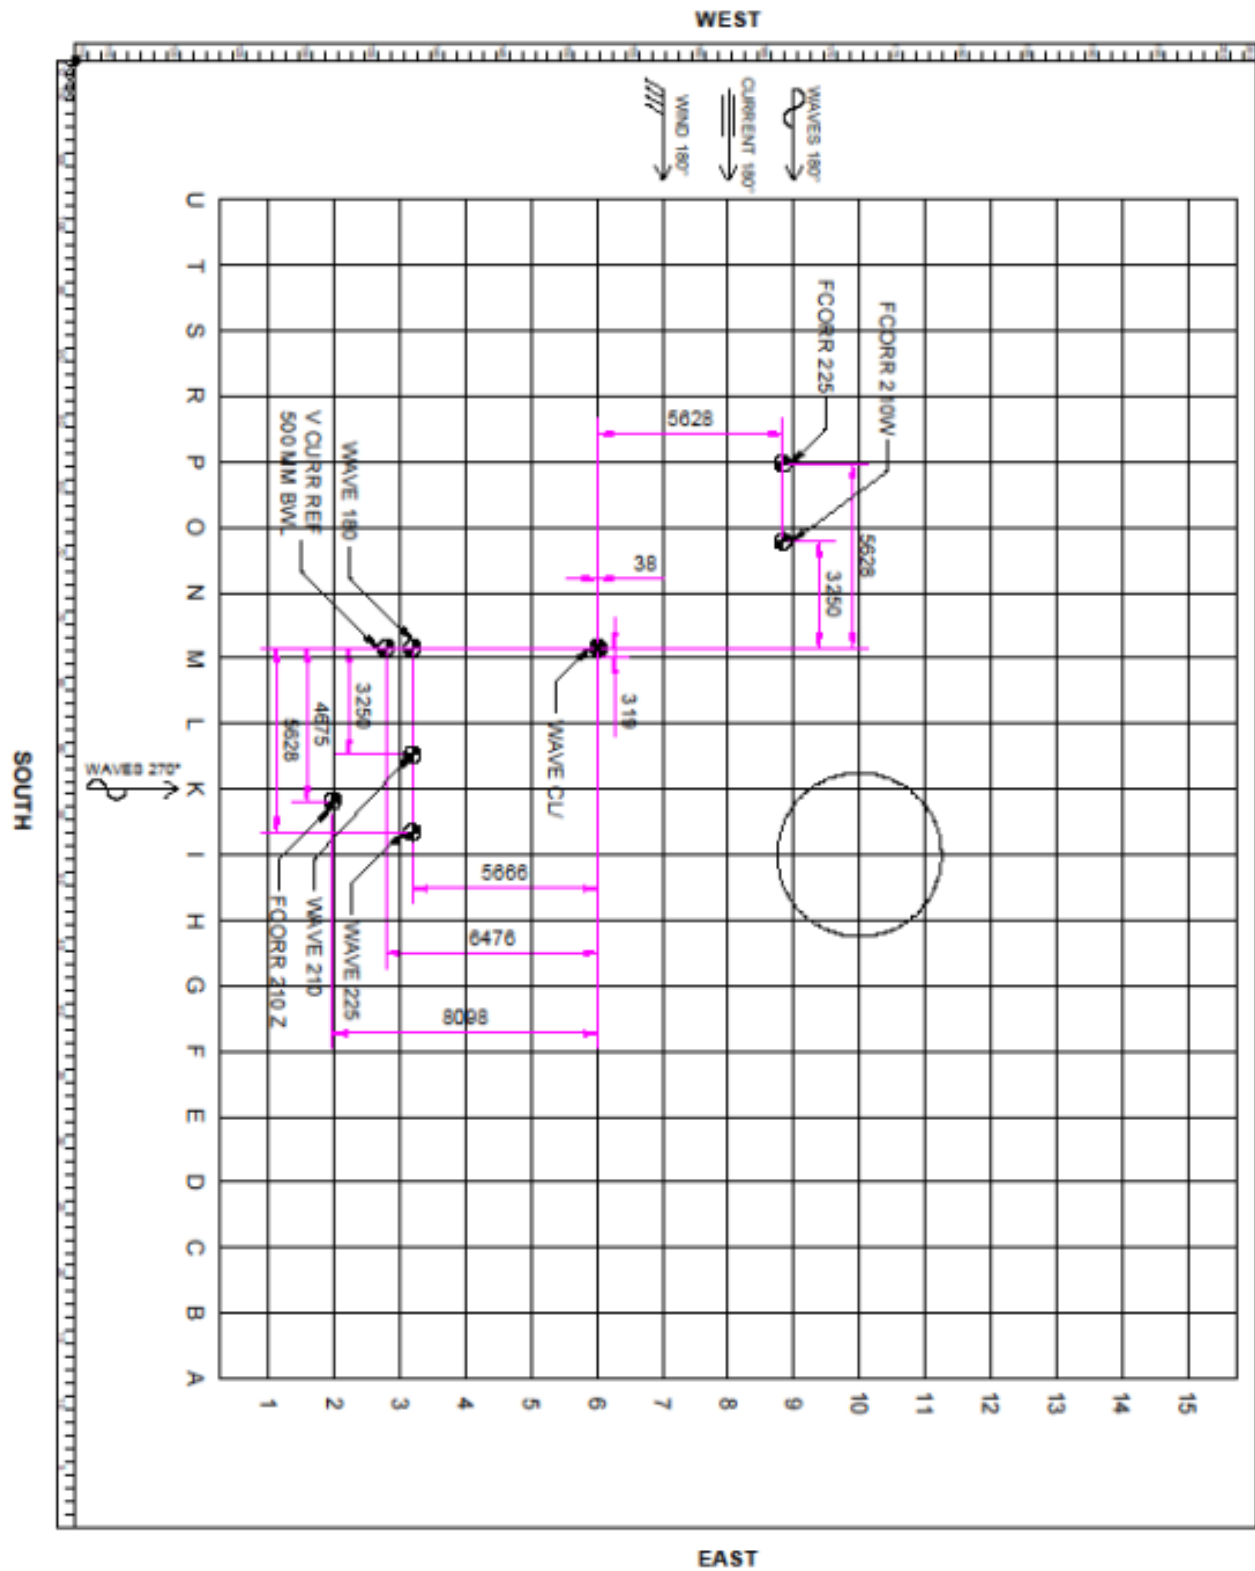 WEST
WAVES 180°
CURRENT 180°
WIND 180°
U
T
S
R
P
O
N
M
L
K
I
H
G
F
E
D
C
B
A
FCORR 225
FCORR 210W
5628
5628
3250
38
319
WAVE CL/
WAVE 180
V CURR REF
500 MM BWL
3250
4675
5628
SOUTH
WAVES 270°
5666
6476
8098
FCORR 210 Z
WAVE 210
WAVE 225
1
2
3
4
5
6
7
8
9
10
11
12
13
14
15
EAST